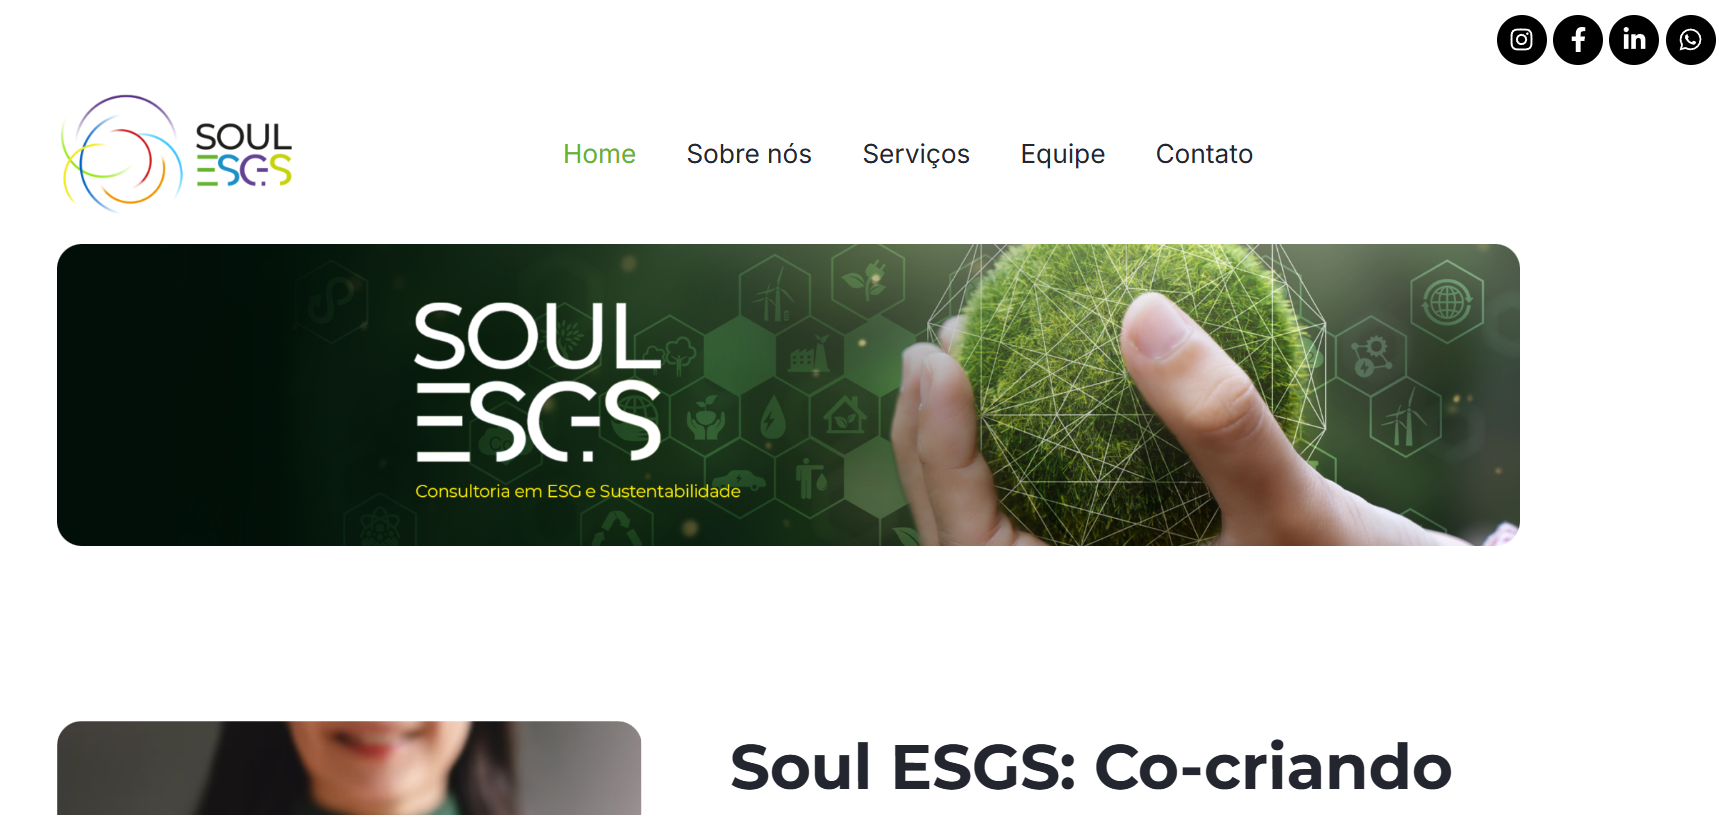 SOUL
ESGS
Home
Sobre nós
Serviços
Equipe
Contato
SOUL
ESGS
Consultoria em ESG e Sustentabilidade
Soul ESGS: Co-criando